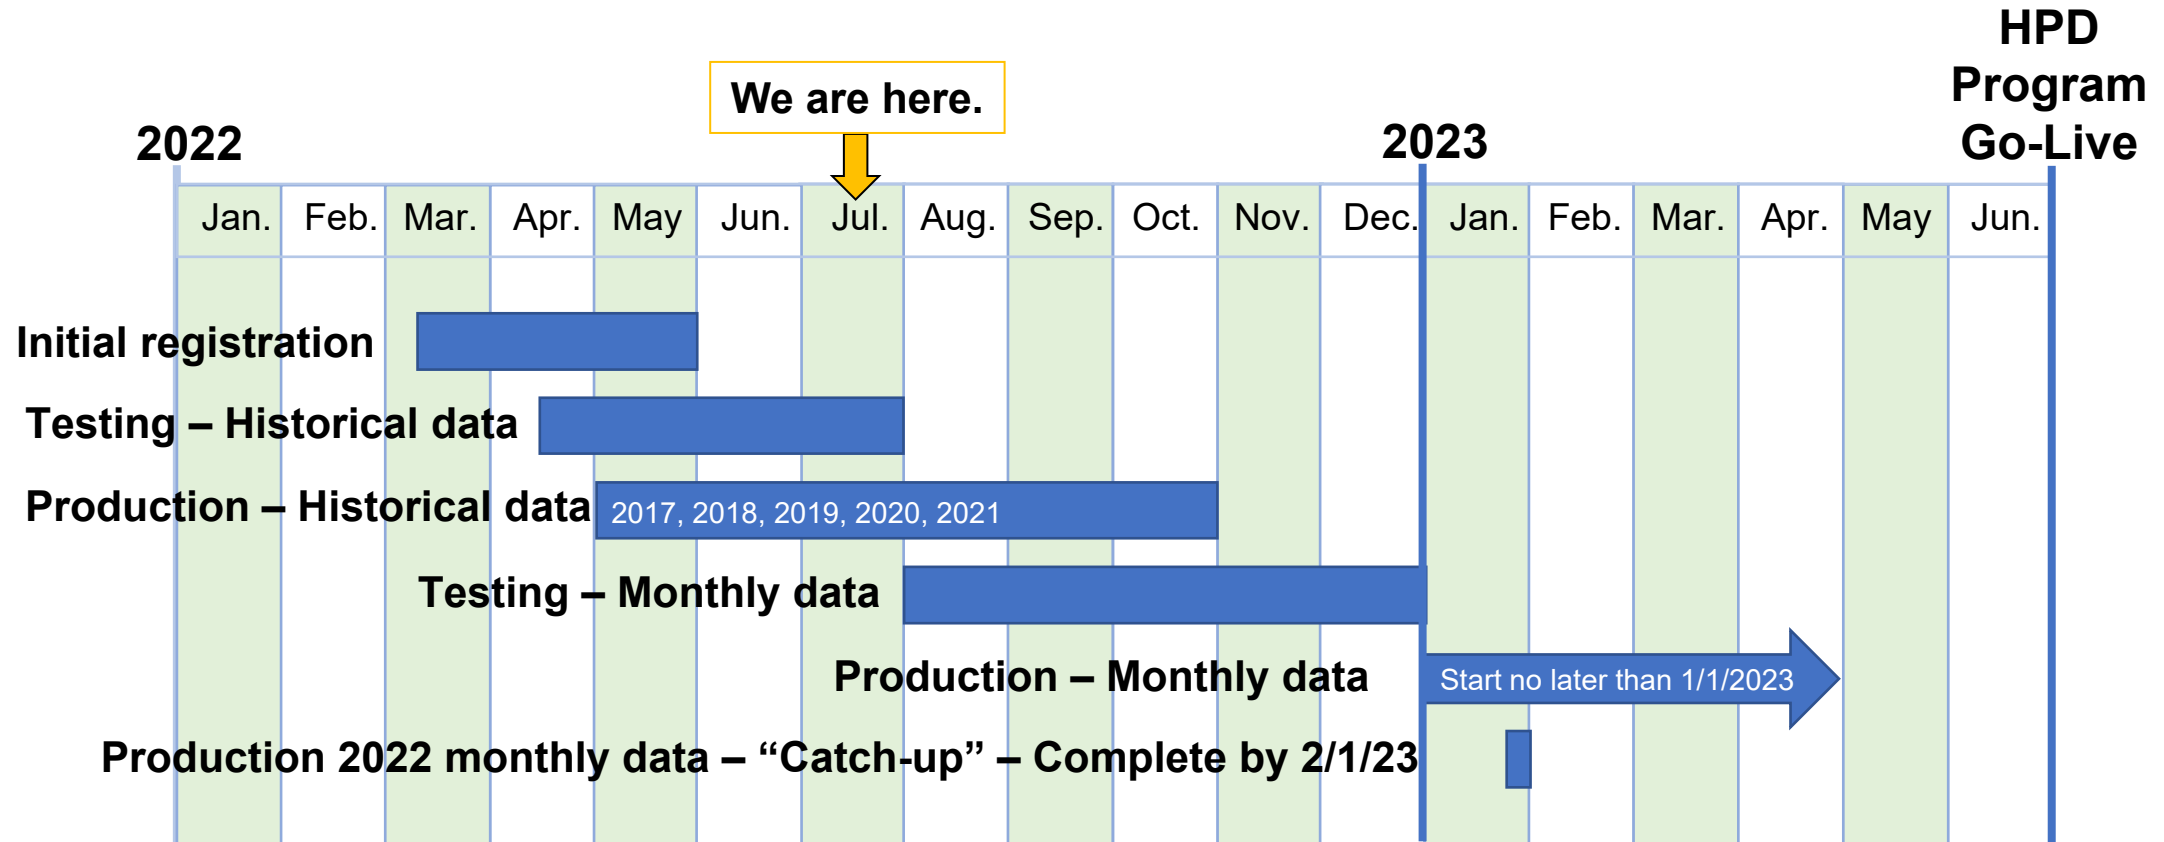 HPD
Program
Go-Live
We are here.
2022
2023
Jan. Feb. Mar. Apr. May Jun. Jul. Aug. Sep. Oct. Nov. Dec. Jan. Feb. Mar. Apr. May Jun.
Initial registration
Testing – Historical data
Production – Historical data 2017, 2018, 2019, 2020, 2021
Testing – Monthly data
Production – Monthly data Start no later than 1/1/2023
Production 2022 monthly data – “Catch-up” – Complete by 2/1/23